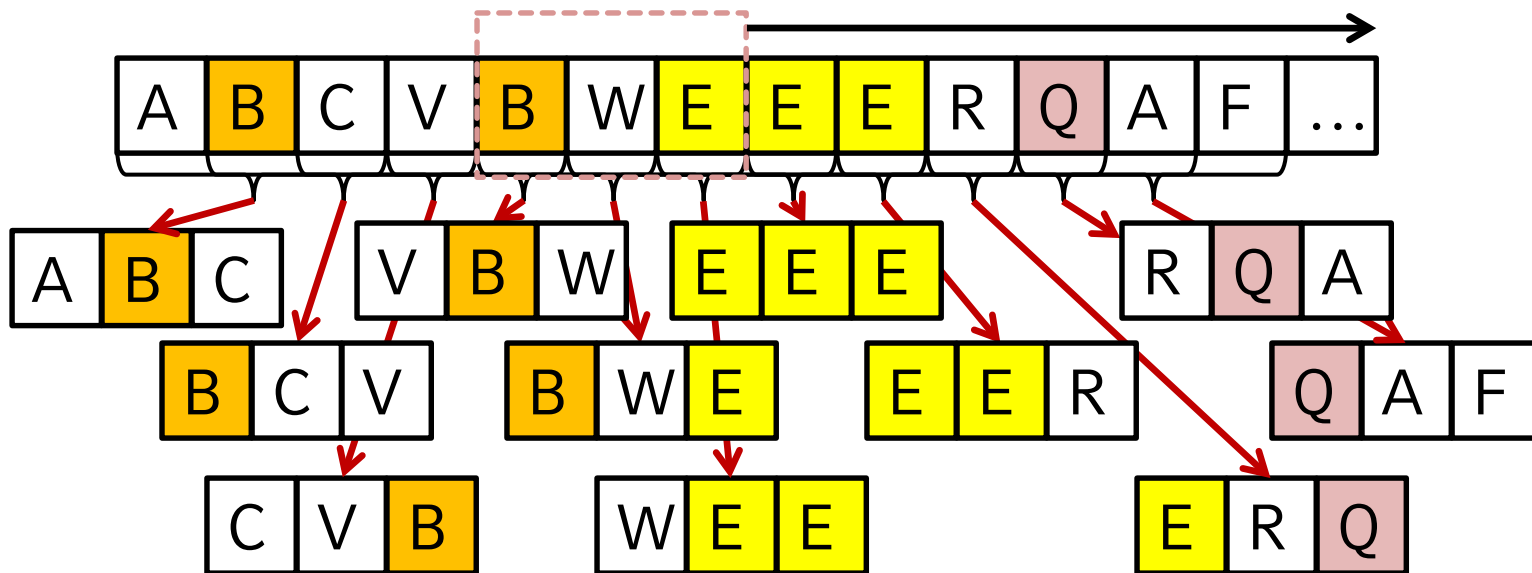 A B C V B W E E E R Q A F ...
A B C
V B W
E E E
R Q A
B C V
B W E
E E R
Q A F
C V B
W E E
E R Q